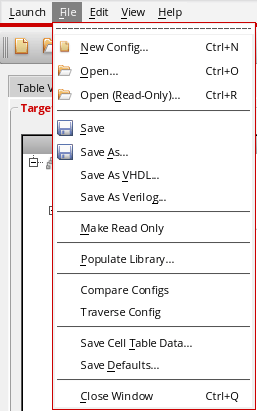 Launch File Edit View Help
New Config... Ctrl+N
Open... Ctrl+O
Open (Read-Only)... Ctrl+R
Table V
Targe
Save
Save As...
Save As VHDL...
Save As Verilog...
Make Read Only
Populate Library...
Compare Configs
Traverse Config
Save Cell Table Data...
Save Defaults...
Close Window Ctrl+Q